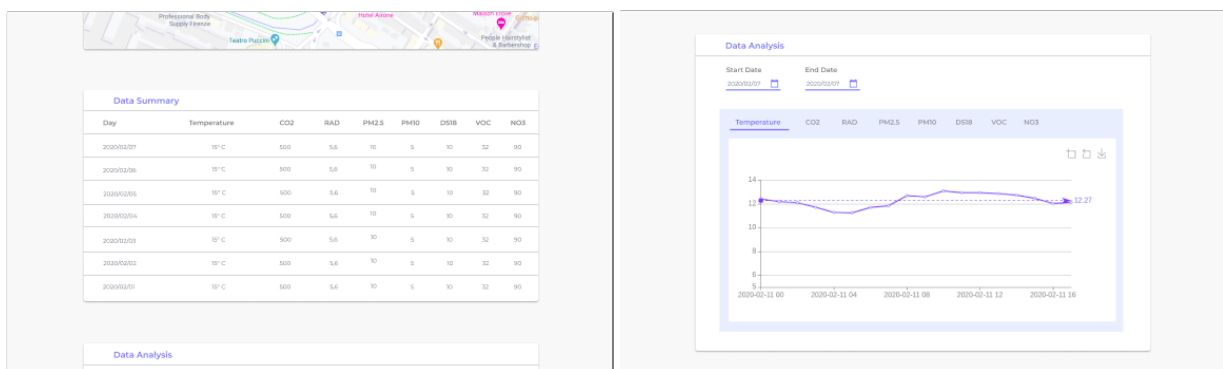 Professional Body
Supply Firenze
Hotel Airone
Teatro Puccini
People Hairstylist
& Barbershop
Data Summary
Day Temperature CO2 RAD PM2.5 PM10 DS18 VOC NO3
2020/02/07 15° C 500 5,6 10 5 10 32 90
2020/02/06 15° C 500 5,6 10 5 10 32 90
2020/02/05 15° C 500 5,6 10 5 10 32 90
2020/02/04 15° C 500 5,6 10 5 10 32 90
2020/02/03 15° C 500 5,6 10 5 10 32 90
2020/02/02 15° C 500 5,6 10 5 10 32 90
2020/02/01 15° C 500 5,6 10 5 10 32 90
Data Analysis
Data Analysis
Start Date End Date
2020/02/07 2020/02/07
Temperature CO2 RAD PM2.5 PM10 DS18 VOC NO3
14
12 12.27
10
8
6
5
2020-02-11 00 2020-02-11 04 2020-02-11 08 2020-02-11 12 2020-02-11 16